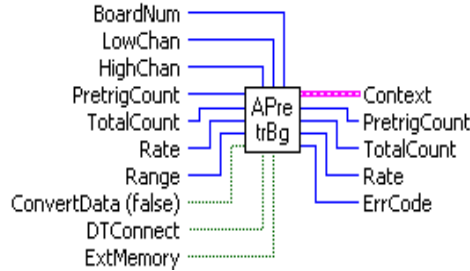 BoardNum
LowChan
HighChan
PretrigCount
TotalCount
Rate
Range
ConvertData (false)
DTConnect
ExtMemory
APre
trBg
Context
PretrigCount
TotalCount
Rate
ErrCode